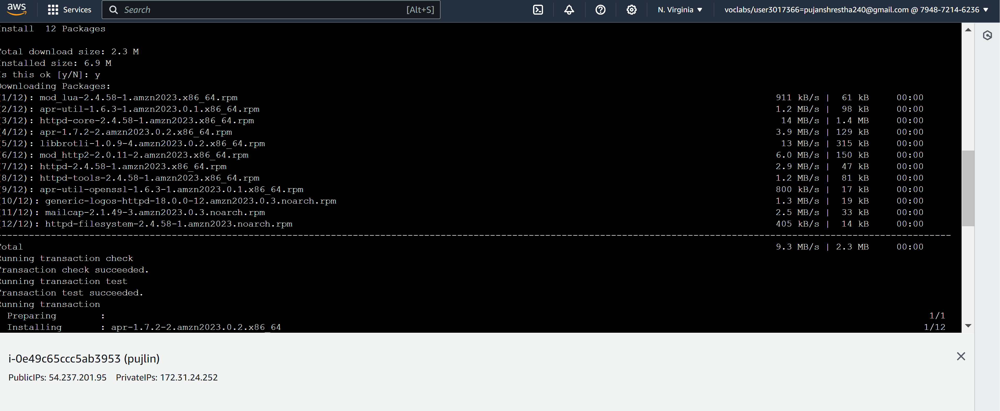 aws Services Search [Alt+S] N. Virginia voclabs/user3017366=pujanshrestha240@gmail.com @ 7948-7214-6236
nstall  12 Packages

otal download size: 2.3 M
nstalled size: 6.9 M
s this ok [y/N]: y
ownloading Packages:
1/12): mod_lua-2.4.58-1.amzn2023.x86_64.rpm 911 kB/s |  61 kB 00:00
2/12): apr-util-1.6.3-1.amzn2023.0.1.x86_64.rpm 1.2 MB/s |  98 kB 00:00
3/12): httpd-core-2.4.58-1.amzn2023.x86_64.rpm 14 MB/s | 1.4 MB 00:00
4/12): apr-1.7.2-2.amzn2023.0.2.x86_64.rpm 3.9 MB/s | 129 kB 00:00
5/12): libbrotli-1.0.9-4.amzn2023.0.2.x86_64.rpm 13 MB/s | 315 kB 00:00
6/12): mod_http2-2.0.11-2.amzn2023.x86_64.rpm 6.0 MB/s | 150 kB 00:00
7/12): httpd-2.4.58-1.amzn2023.x86_64.rpm 2.9 MB/s |  47 kB 00:00
8/12): httpd-tools-2.4.58-1.amzn2023.x86_64.rpm 1.2 MB/s |  81 kB 00:00
9/12): apr-util-openssl-1.6.3-1.amzn2023.0.1.x86_64.rpm 800 kB/s |  17 kB 00:00
10/12): generic-logos-httpd-18.0.0-12.amzn2023.0.3.noarch.rpm 1.3 MB/s |  19 kB 00:00
11/12): mailcap-2.1.49-3.amzn2023.0.3.noarch.rpm 2.5 MB/s |  33 kB 00:00
12/12): httpd-filesystem-2.4.58-1.amzn2023.noarch.rpm 405 kB/s |  14 kB 00:00
otal 9.3 MB/s | 2.3 MB 00:00
unning transaction check
ransaction check succeeded.
unning transaction test
ransaction test succeeded.
unning transaction
Preparing : 1/1
Installing : apr-1.7.2-2.amzn2023.0.2.x86_64 1/12
i-0e49c65ccc5ab3953 (pujlin)
PublicIPs: 54.237.201.95 PrivateIPs: 172.31.24.252